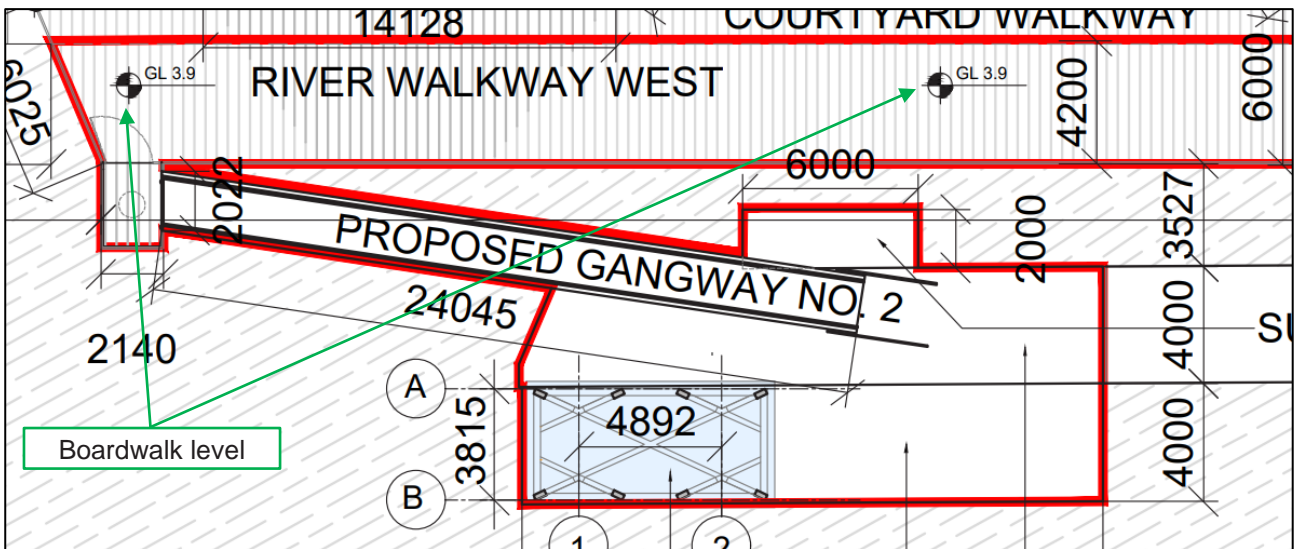 14128
COURTYARD WALKWAY
GL 3.9
RIVER WALKWAY WEST
GL 3.9
6025
4200
6000
6000
2022
3527
2000
PROPOSED GANGWAY NO. 2
24045
2140
4000
A
3815
4892
4000
Boardwalk level
B
1
2